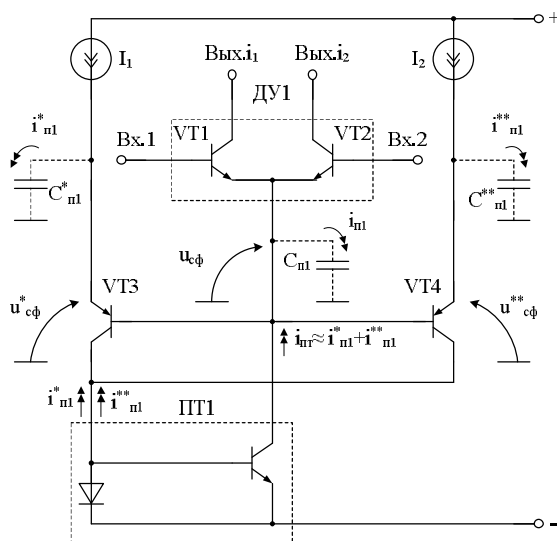 +
I₁
Вых.i₁
Вых.i₂
I₂
ДУ1
i*п1
Вх.1
VT1
VT2
Вх.2
i**п1
C*п1
C**п1
iп1
uсф
Cп1
VT3
VT4
u*сф
u**сф
iпт≈i*п1+i**п1
i*п1
i**п1
ПТ1
-